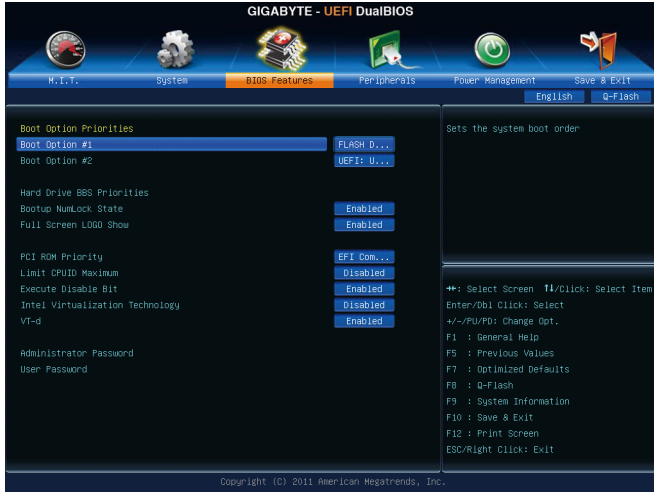 GIGABYTE - UEFI DualBIOS
M.I.T. System BIOS Features Peripherals Power Management Save & Exit
English Q-Flash
Boot Option Priorities
Boot Option #1 FLASH D...
Boot Option #2 UEFI: U...
Hard Drive BBS Priorities
Bootup NumLock State Enabled
Full Screen LOGO Show Enabled
PCI ROM Priority EFI Com...
Limit CPUID Maximum Disabled
Execute Disable Bit Enabled
Intel Virtualization Technology Disabled
VT-d Enabled
Administrator Password
User Password
Sets the system boot order
→←: Select Screen ↑↓/Click: Select Item
Enter/Dbl Click: Select
+/-/PU/PD: Change Opt.
F1 : General Help
F5 : Previous Values
F7 : Optimized Defaults
F8 : Q-Flash
F9 : System Information
F10 : Save & Exit
F12 : Print Screen
ESC/Right Click: Exit
Copyright (C) 2011 American Megatrends, Inc.